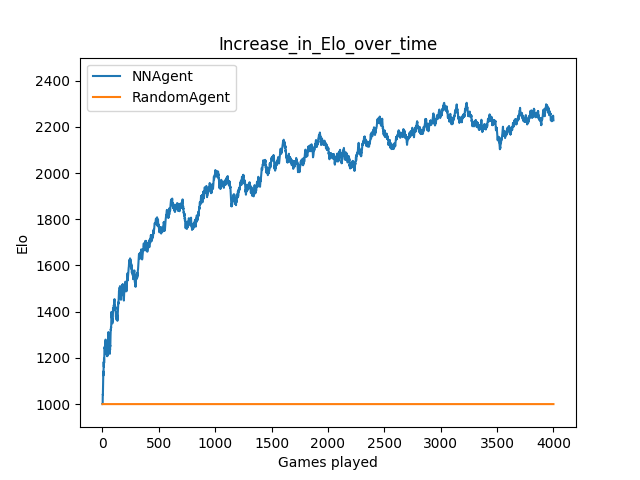 Increase_in_Elo_over_time
NNAgent
RandomAgent
2400
2200
2000
1800
1600
1400
1200
1000
Elo
0 500 1000 1500 2000 2500 3000 3500 4000
Games played